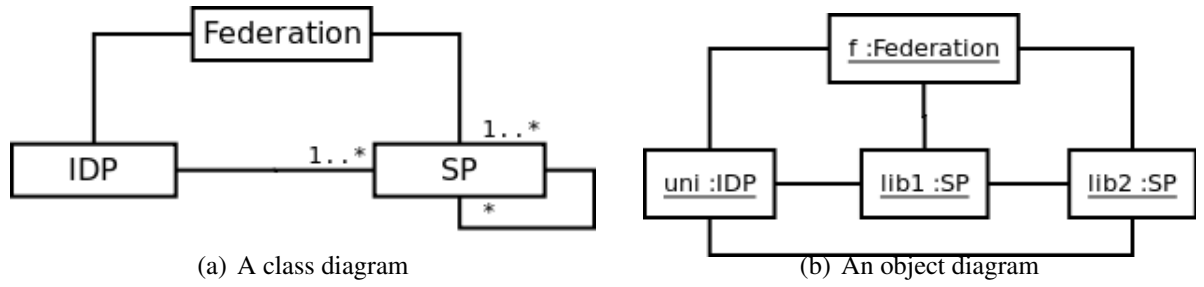 Federation
1..*
1..*
IDP
SP
*
(a) A class diagram
f :Federation
uni :IDP
lib1 :SP
lib2 :SP
(b) An object diagram